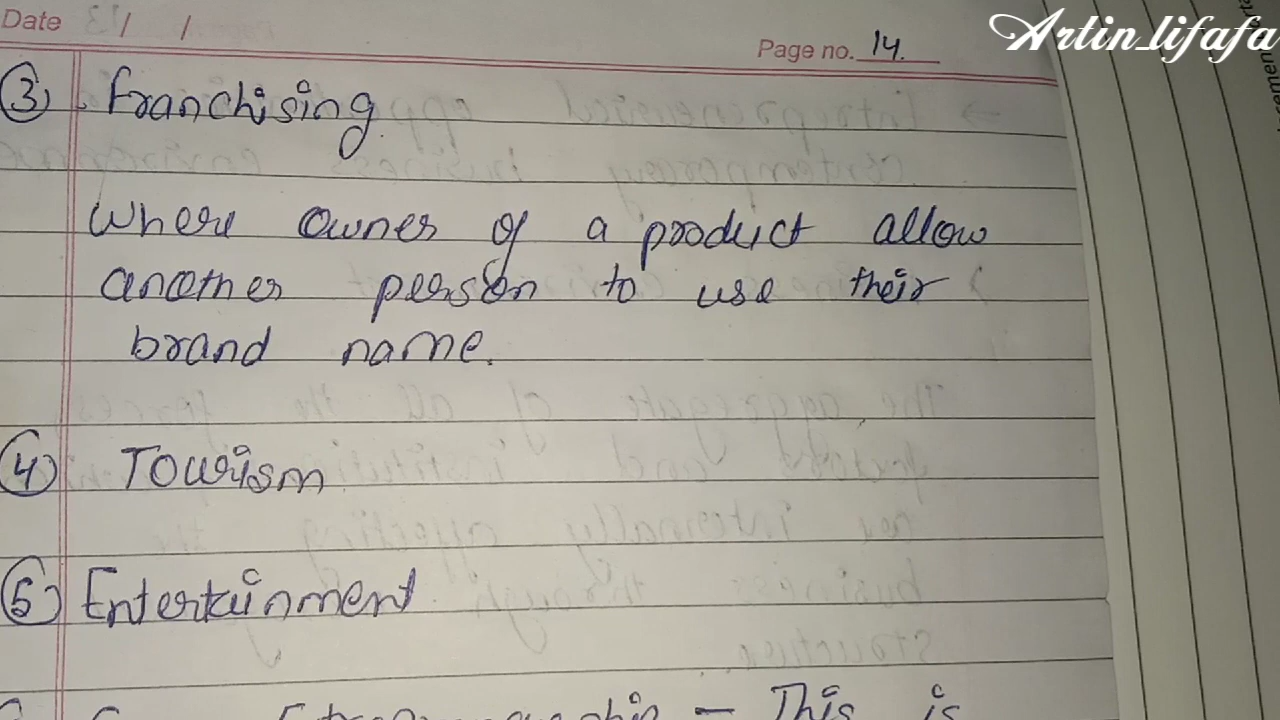 Date / /
Page no. 14.
Artin_lifafa
③ Franchising
Where owner of a product allow
another person to use their
brand name.
④ Tourism
⑤ Entertainment
– This is